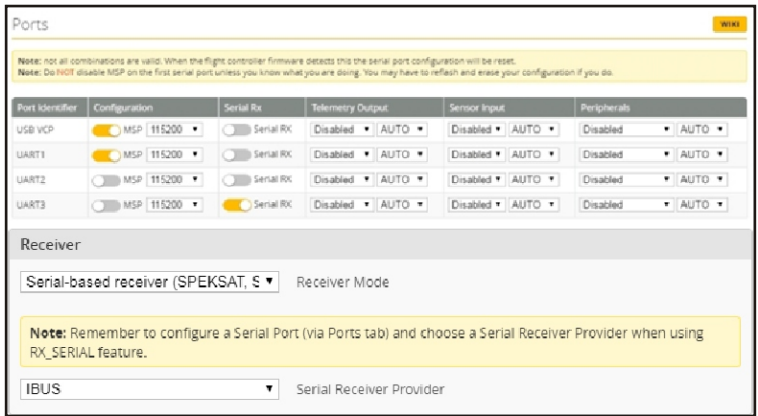 Ports
WIKI
Note: not all combinations are valid. When the flight controller firmware detects this the serial port configuration will be reset.
Note: Do NOT disable MSP on the first serial port unless you know what you are doing. You may have to reflash and erase your configuration if you do.
Port Identifier Configuration Serial Rx Telemetry Output Sensor Input Peripherals
USB VCP MSP 115200 Serial RX Disabled AUTO Disabled AUTO Disabled AUTO
UART1 MSP 115200 Serial RX Disabled AUTO Disabled AUTO Disabled AUTO
UART2 MSP 115200 Serial RX Disabled AUTO Disabled AUTO Disabled AUTO
UART3 MSP 115200 Serial RX Disabled AUTO Disabled AUTO Disabled AUTO
Receiver
Serial-based receiver (SPEKSAT, S Receiver Mode
Note: Remember to configure a Serial Port (via Ports tab) and choose a Serial Receiver Provider when using
RX_SERIAL feature.
IBUS Serial Receiver Provider